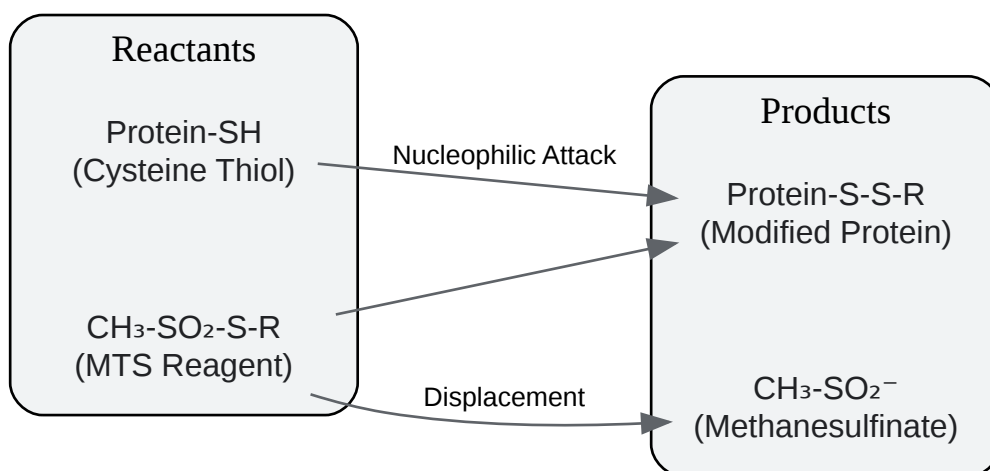 Reactants
Protein-SH
(Cysteine Thiol)
CH₃-SO₂-S-R
(MTS Reagent)
Nucleophilic Attack
Displacement
Products
Protein-S-S-R
(Modified Protein)
CH₃-SO₂⁻
(Methanesulfinate)